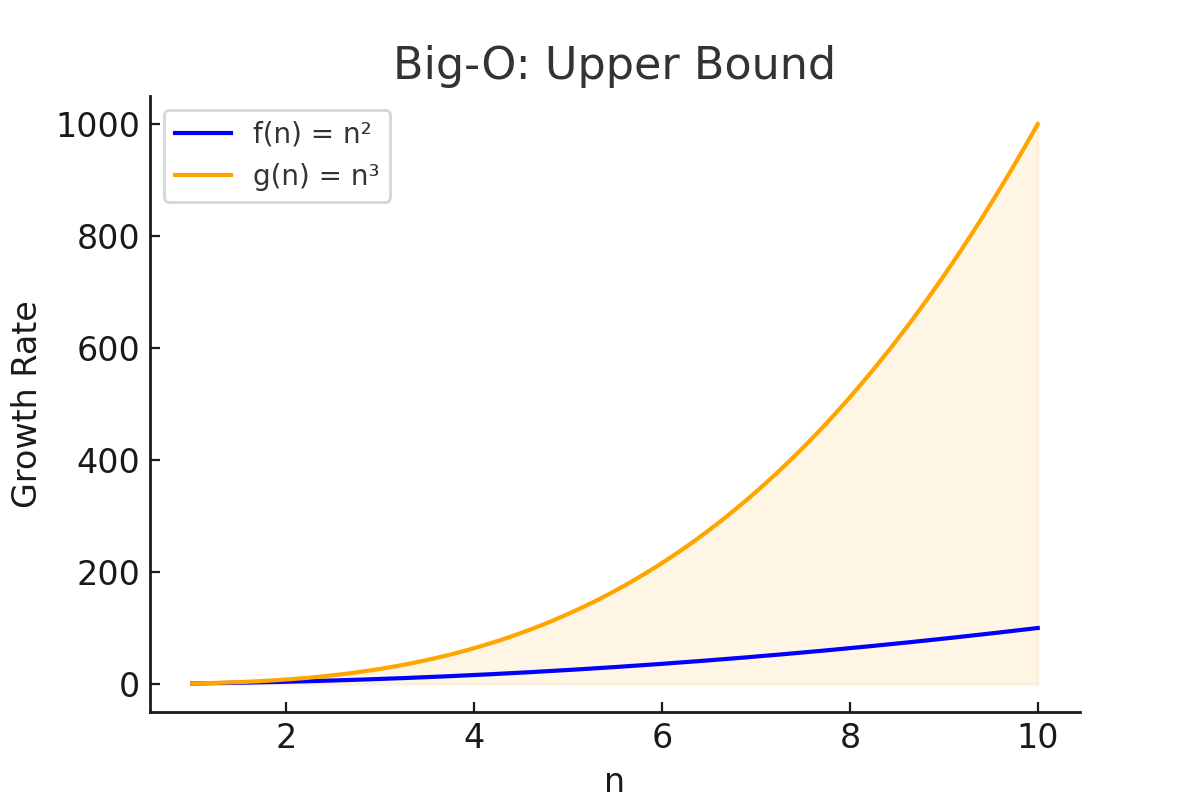 Big-O: Upper Bound
f(n) = n²
g(n) = n³
Growth Rate
1000
800
600
400
200
0
2 4 6 8 10
n